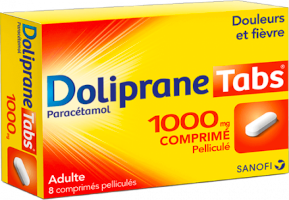 Douleurs
et fièvre
Doliprane Tabs®
Paracétamol
1000 mg
COMPRIMÉ
Pelliculé
Adulte
8 comprimés pelliculés
SANOFI
Doliprane
Tabs
1000 mg